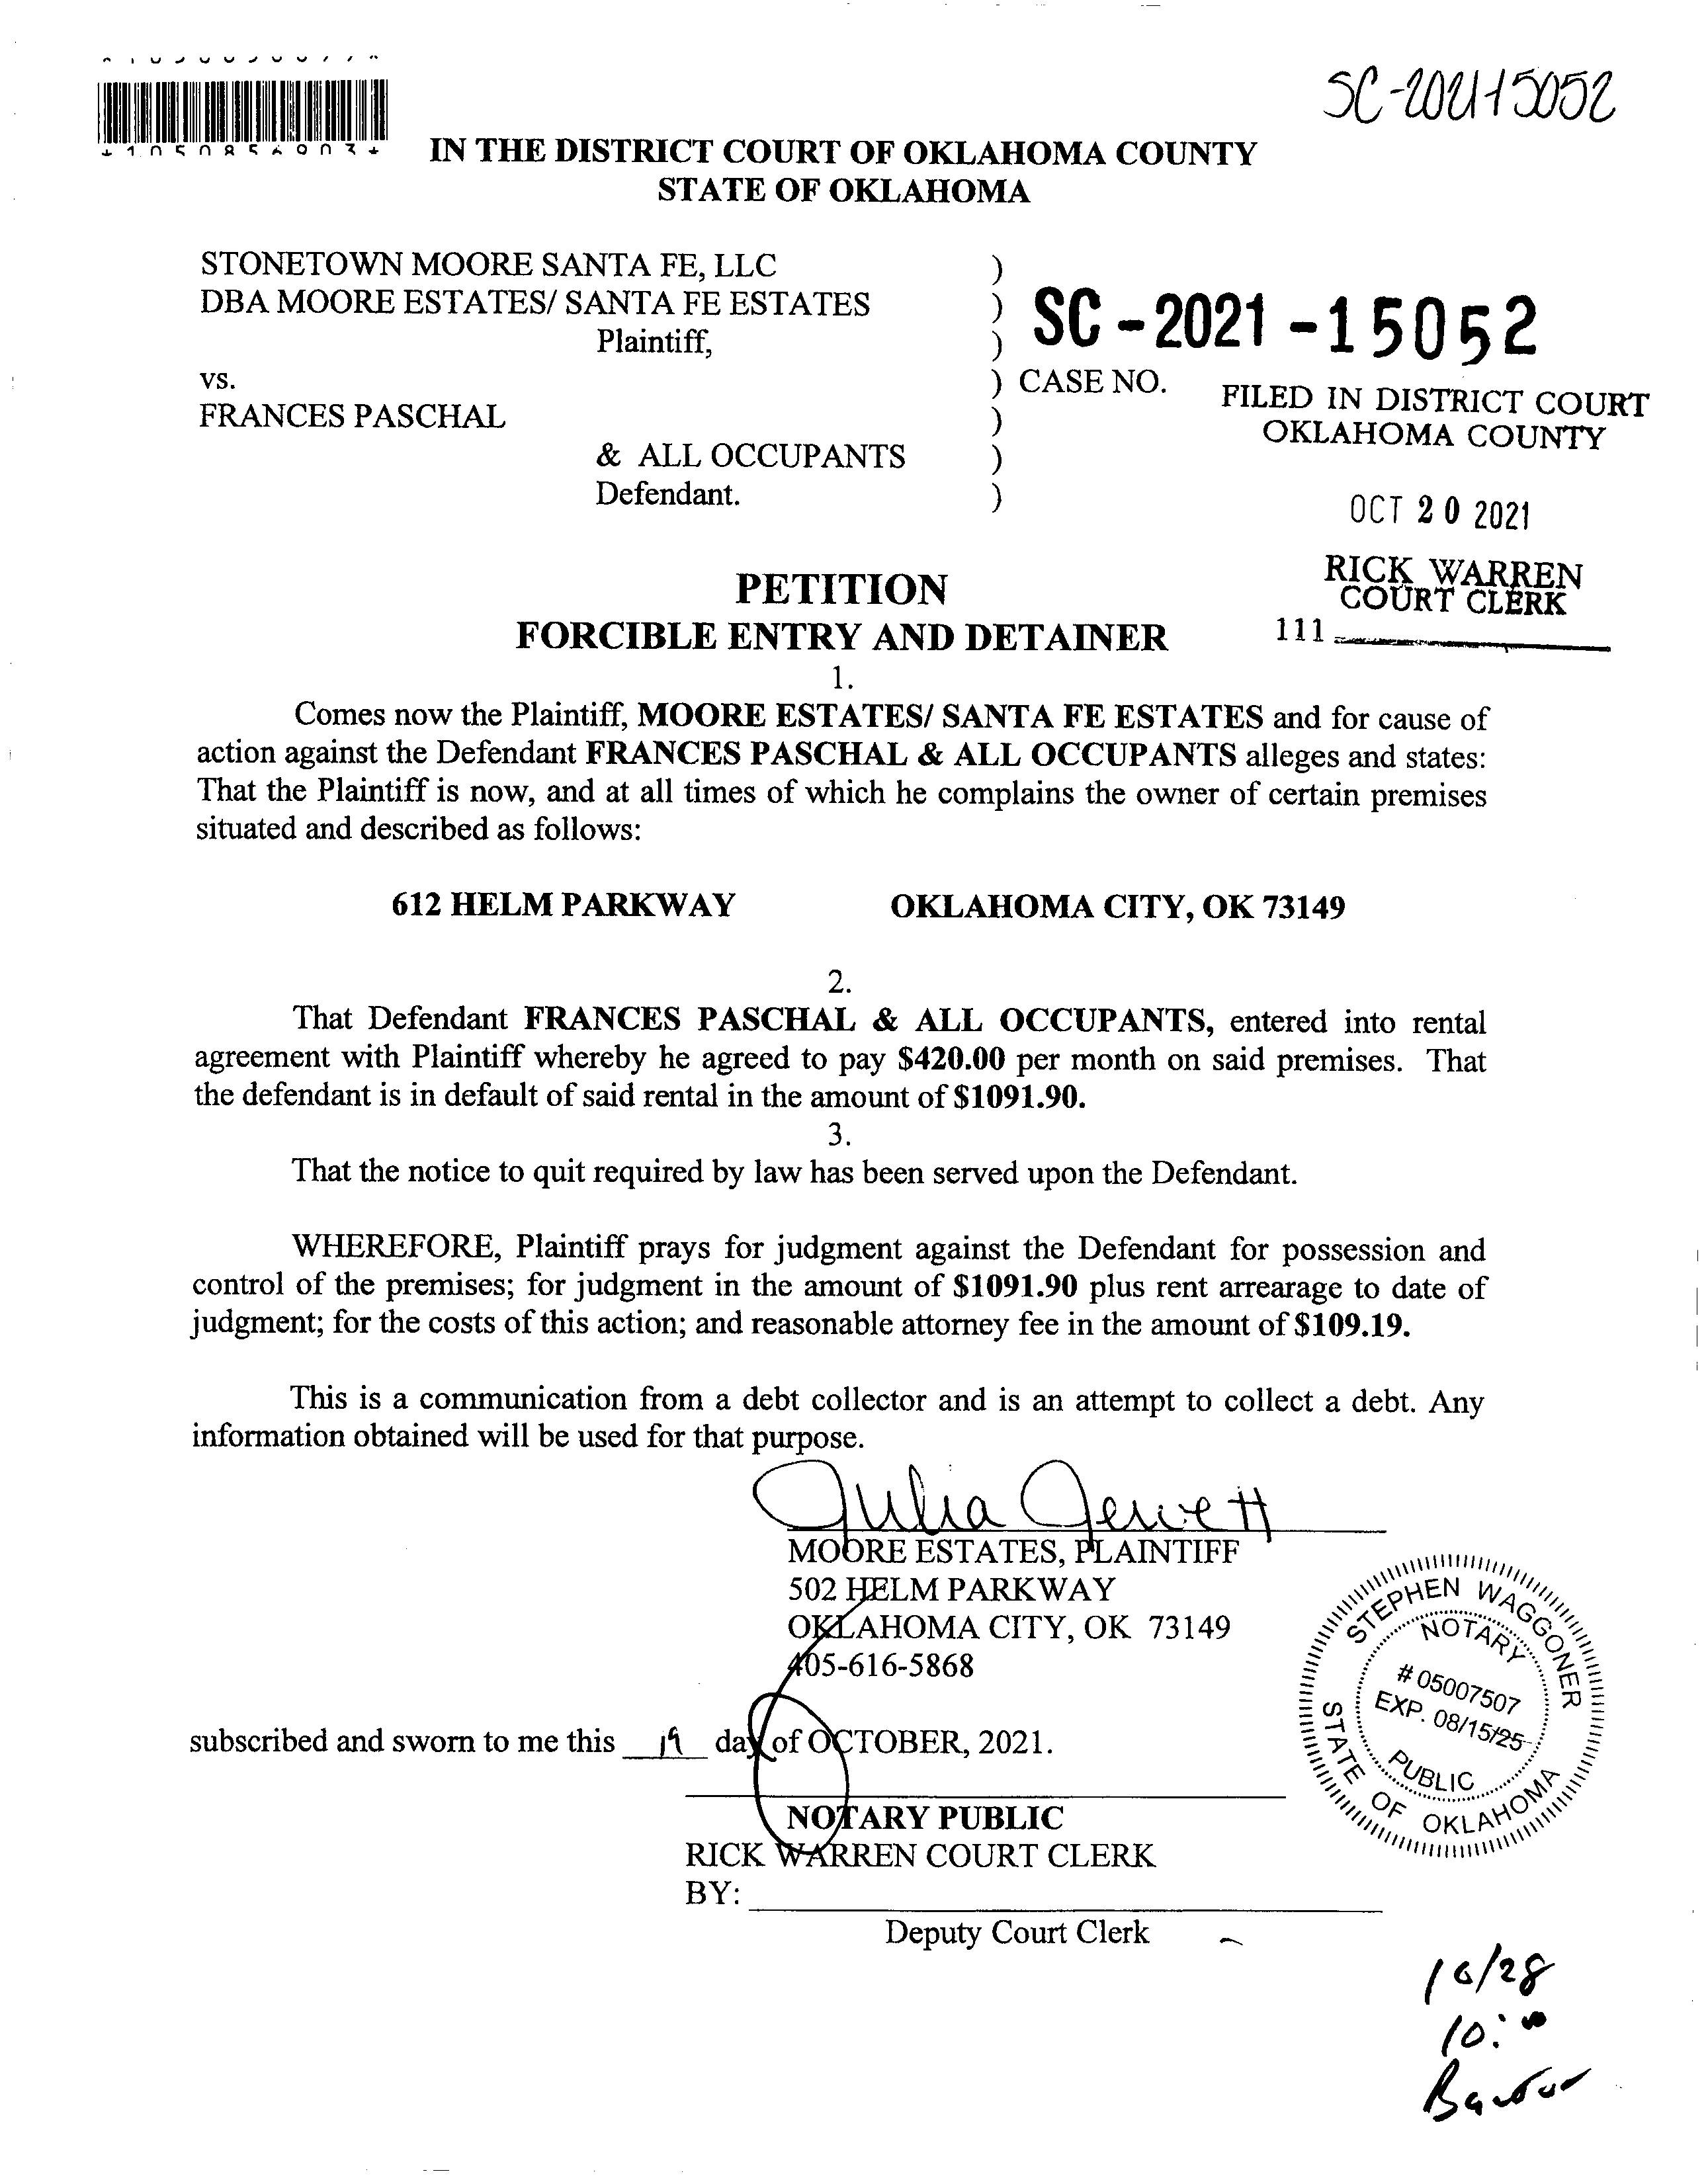 SC-2021-15052
IN THE DISTRICT COURT OF OKLAHOMA COUNTY
STATE OF OKLAHOMA
STONETOWN MOORE SANTA FE, LLC )
DBA MOORE ESTATES/ SANTA FE ESTATES )
Plaintiff, )
SC-2021-15052
vs. ) CASE NO.
FRANCES PASCHAL )
& ALL OCCUPANTS )
Defendant. )
FILED IN DISTRICT COURT
OKLAHOMA COUNTY
OCT 20 2021
RICK WARREN
COURT CLERK
111
PETITION
FORCIBLE ENTRY AND DETAINER
1.
Comes now the Plaintiff, MOORE ESTATES/ SANTA FE ESTATES and for cause of
action against the Defendant FRANCES PASCHAL & ALL OCCUPANTS alleges and states:
That the Plaintiff is now, and at all times of which he complains the owner of certain premises
situated and described as follows:
612 HELM PARKWAY OKLAHOMA CITY, OK 73149
2.
That Defendant FRANCES PASCHAL & ALL OCCUPANTS, entered into rental
agreement with Plaintiff whereby he agreed to pay $420.00 per month on said premises. That
the defendant is in default of said rental in the amount of $1091.90.
3.
That the notice to quit required by law has been served upon the Defendant.
WHEREFORE, Plaintiff prays for judgment against the Defendant for possession and
control of the premises; for judgment in the amount of $1091.90 plus rent arrearage to date of
judgment; for the costs of this action; and reasonable attorney fee in the amount of $109.19.
This is a communication from a debt collector and is an attempt to collect a debt. Any
information obtained will be used for that purpose.
Julia Jewett
MOORE ESTATES, PLAINTIFF
502 HELM PARKWAY
OKLAHOMA CITY, OK 73149
405-616-5868
subscribed and sworn to me this 19 day of OCTOBER, 2021.
NOTARY PUBLIC
RICK WARREN COURT CLERK
BY:
Deputy Court Clerk
STEPHEN WAGGONER
NOTARY
# 05007507
EXP. 08/15/25
PUBLIC
STATE OF OKLAHOMA
10/28
10:00